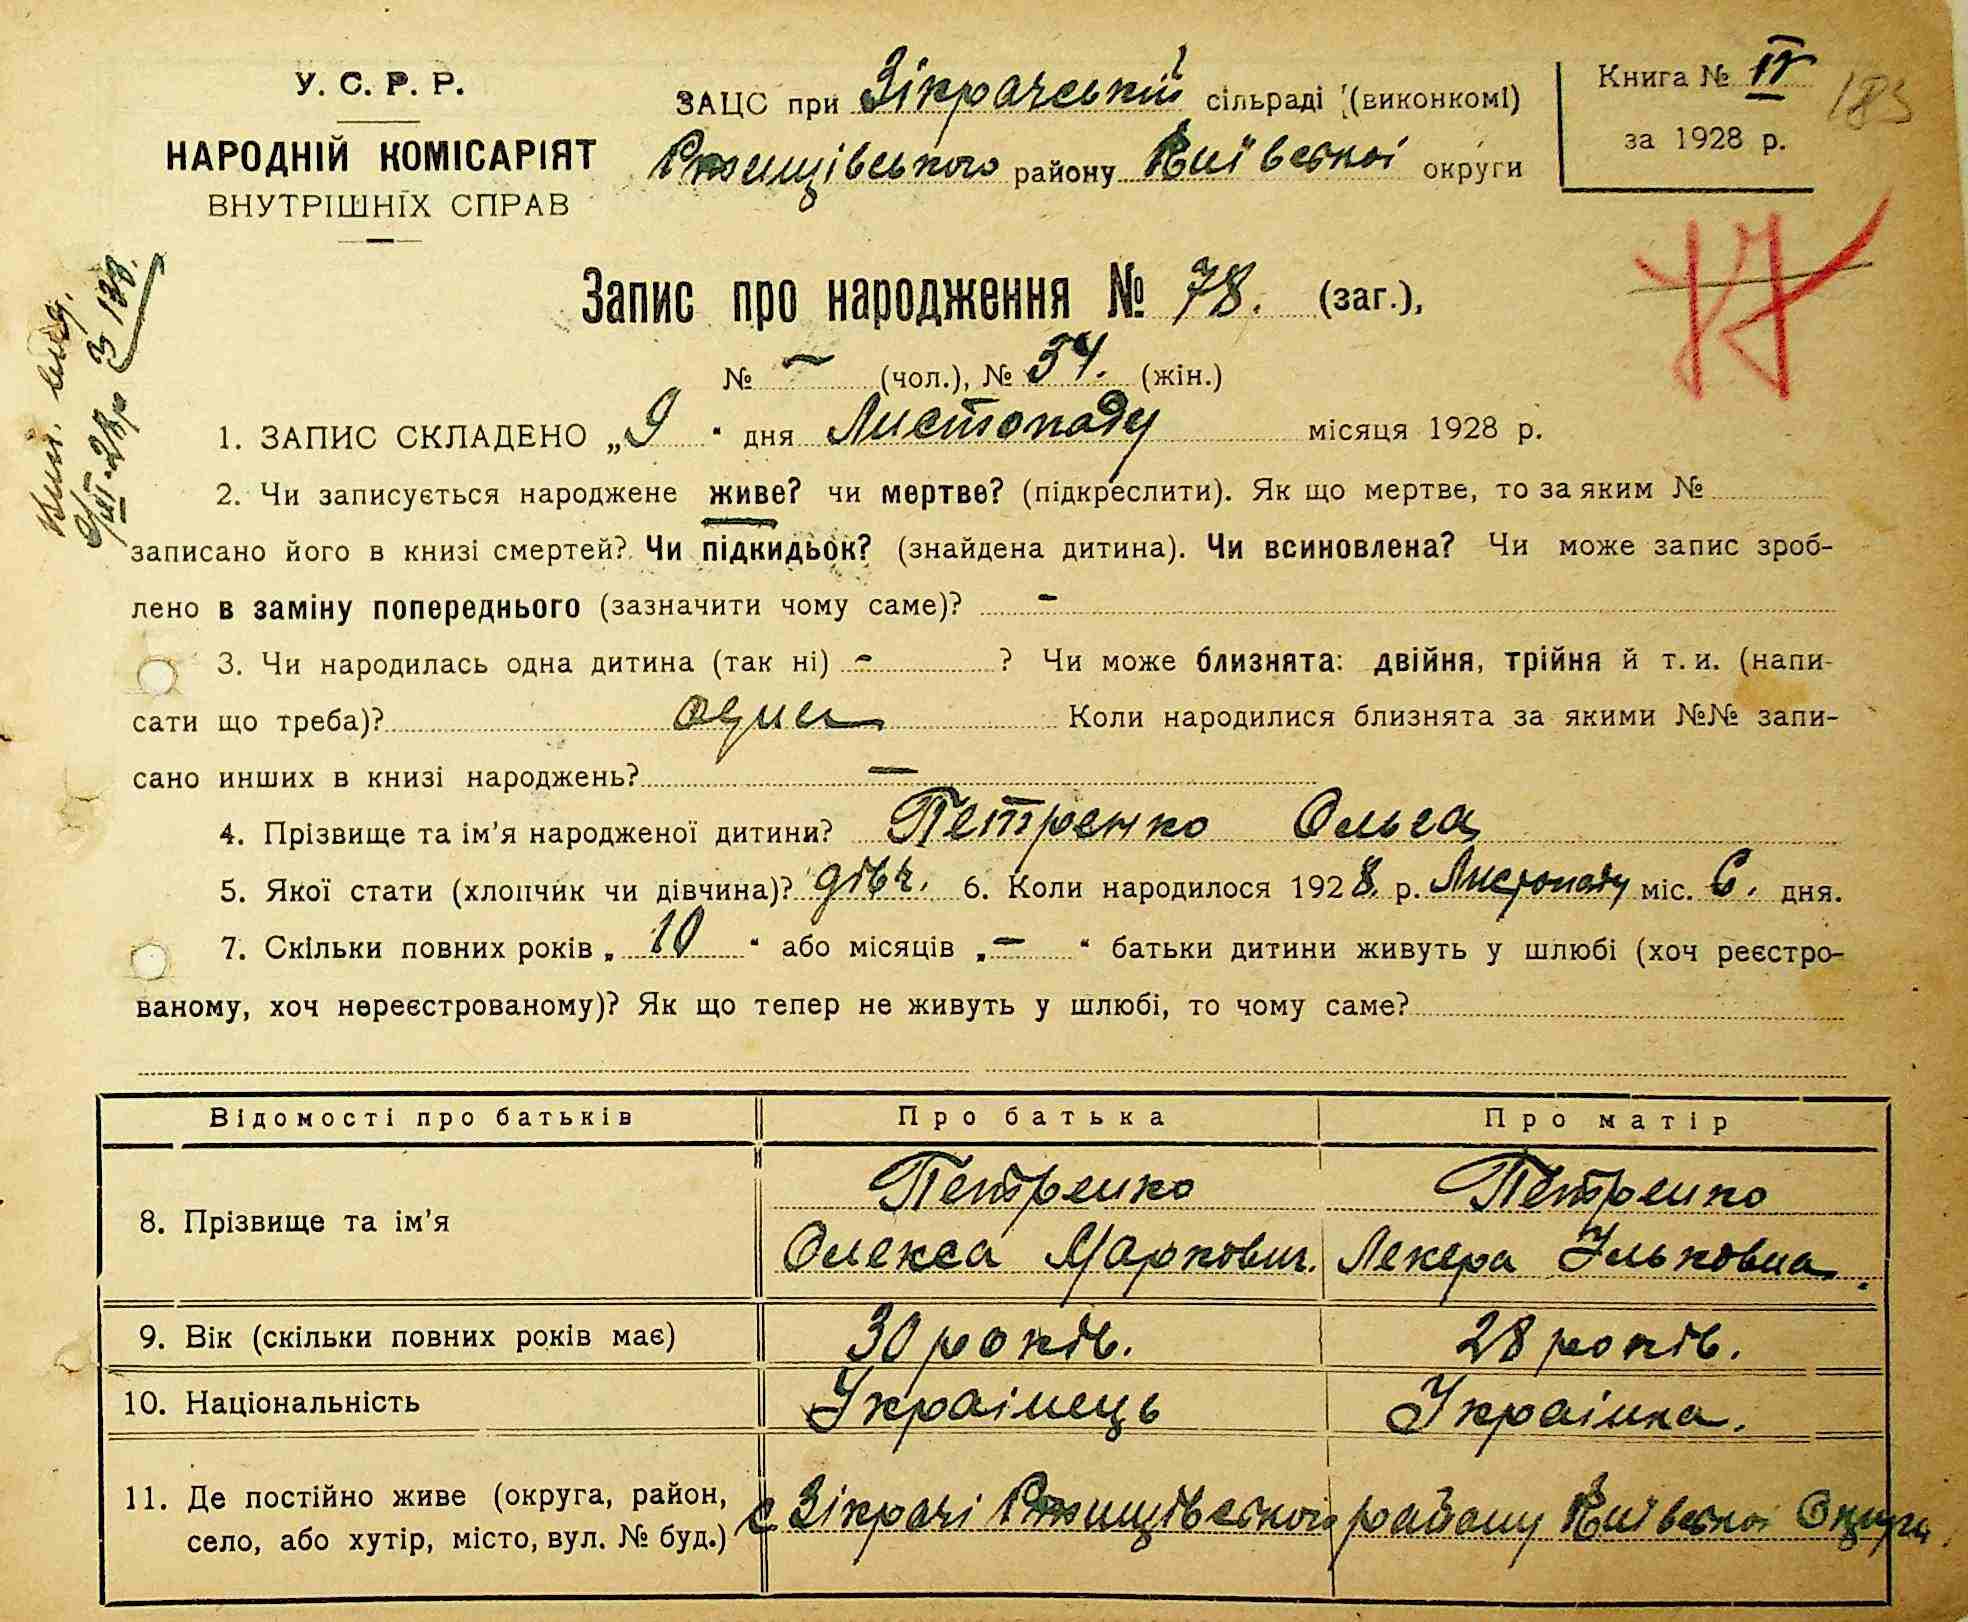 У. С. Р. Р.
НАРОДНІЙ КОМІСАРІЯТ
ВНУТРІШНІХ СПРАВ
ЗАЦС при Зікрачській сільраді (виконкомі)
Ржищівського району Київської округи
Книга № IV
за 1928 р.
183
Запис про народження № 78. (заг.),
№ – (чол.), № 54. (жін.)
1. ЗАПИС СКЛАДЕНО „9" дня Листопаду місяця 1928 р.
2. Чи записується народжене живе? чи мертве? (підкреслити). Як що мертве, то за яким №
записано його в книзі смертей? Чи підкидьок? (знайдена дитина). Чи всиновлена? Чи може запис зроб-
лено в заміну попереднього (зазначити чому саме)? –
3. Чи народилась одна дитина (так ні) – ? Чи може близнята: двійня, трійня й т. и. (напи-
сати що треба)? один Коли народилися близнята за якими №№ запи-
сано инших в книзі народжень? —
4. Прізвище та ім'я народженої дитини? Петренко Ольга
5. Якої стати (хлопчик чи дівчина)? дівч. 6. Коли народилося 1928. р. Листопаду міс. 6. дня.
7. Скільки повних років „ 10 " або місяців „ – " батьки дитини живуть у шлюбі (хоч реєстро-
ваному, хоч нереєстрованому)? Як що тепер не живуть у шлюбі, то чому саме?
Відомості про батьків Про батька Про матір
8. Прізвище та ім'я
Петренко Петренко
Олекса Маркович. Лекера Ільковна.
9. Вік (скільки повних років має) 30 років. 28 років.
10. Національність Українець Українка.
11. Де постійно живе (округа, район,
село, або хутір, місто, вул. № буд.)
с Зікрачі Ржищівського району Київської Округи.